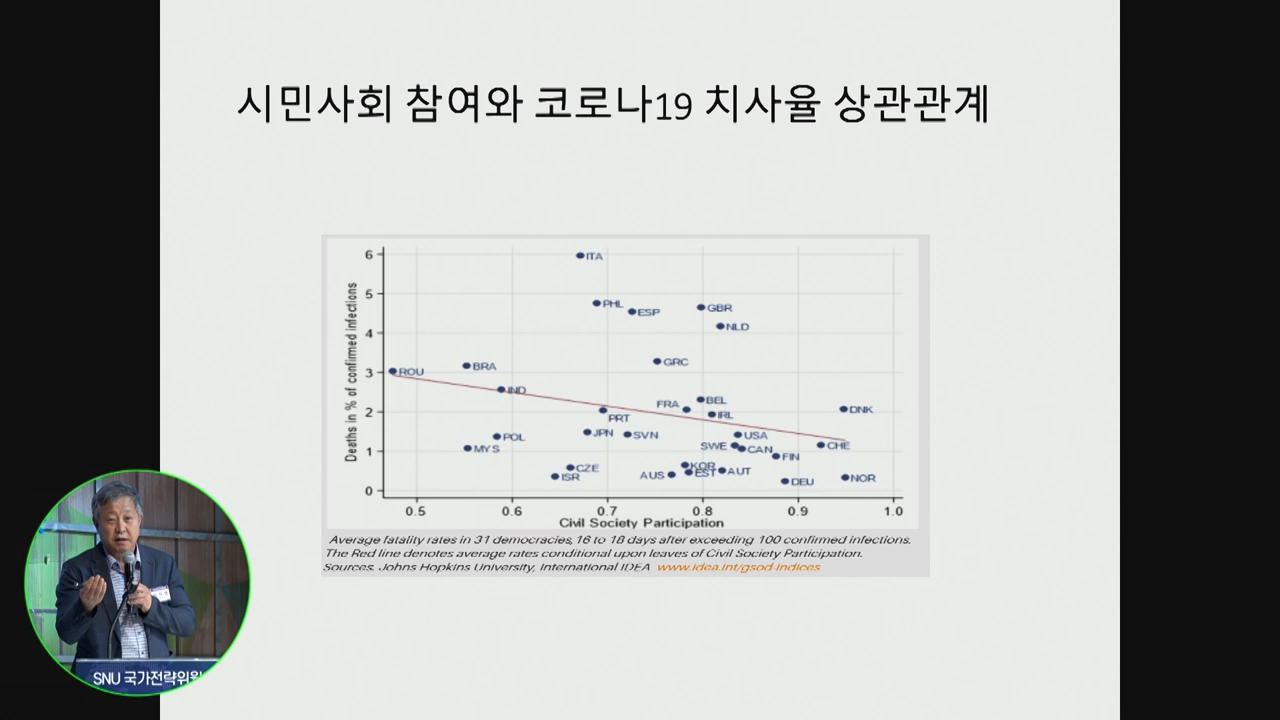 시민사회 참여와 코로나19 치사율 상관관계
Deaths in % of confirmed infections
6
5
4
3
2
1
0
ITA
PHL
ESP
GBR
NLD
GRC
ROU
BRA
IND
FRA
BEL
IRL
DNK
PRT
JPN
SVN
USA
POL
MYS
SWE
CAN
CHE
FIN
CZE
ISR
AUS
KOR
EST
AUT
DEU
NOR
0.5 0.6 0.7 0.8 0.9 1.0
Civil Society Participation
Average fatality rates in 31 democracies, 16 to 18 days after exceeding 100 confirmed infections.
The Red line denotes average rates conditional upon leaves of Civil Society Participation.
Sources. Johns Hopkins University, International IDEA www.idea.int/gsod-indices
SNU 국가전략위원